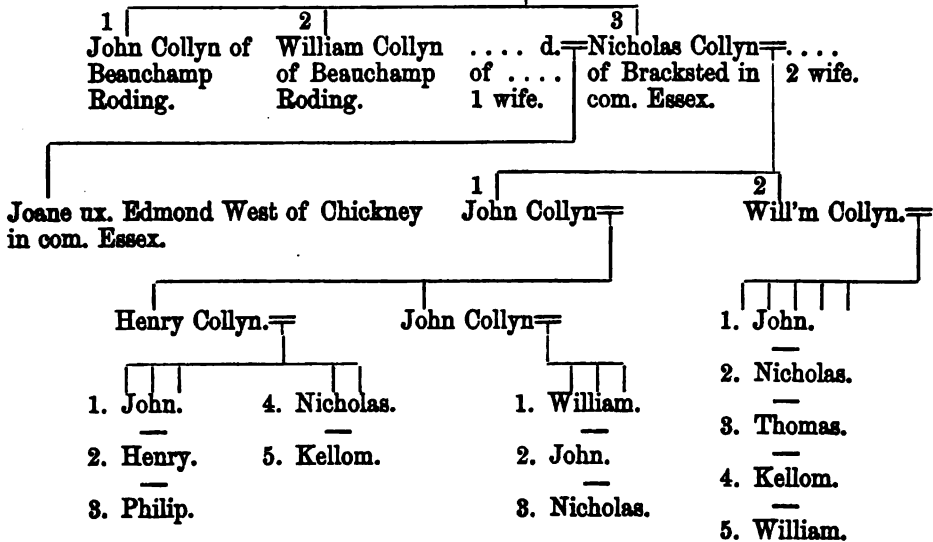 1
John Collyn of
Beauchamp
Roding.
2
William Collyn
of Beauchamp
Roding.
.... d.
of ....
1 wife.
3
Nicholas Collyn
of Bracksted in
com. Essex.
....
2 wife.
Joane ux. Edmond West of Chickney
in com. Essex.
1
John Collyn
2
Will'm Collyn.
Henry Collyn.
John Collyn
1. John.
2. Henry.
3. Philip.
4. Nicholas.
5. Kellom.
1. William.
2. John.
3. Nicholas.
1. John.
2. Nicholas.
3. Thomas.
4. Kellom.
5. William.